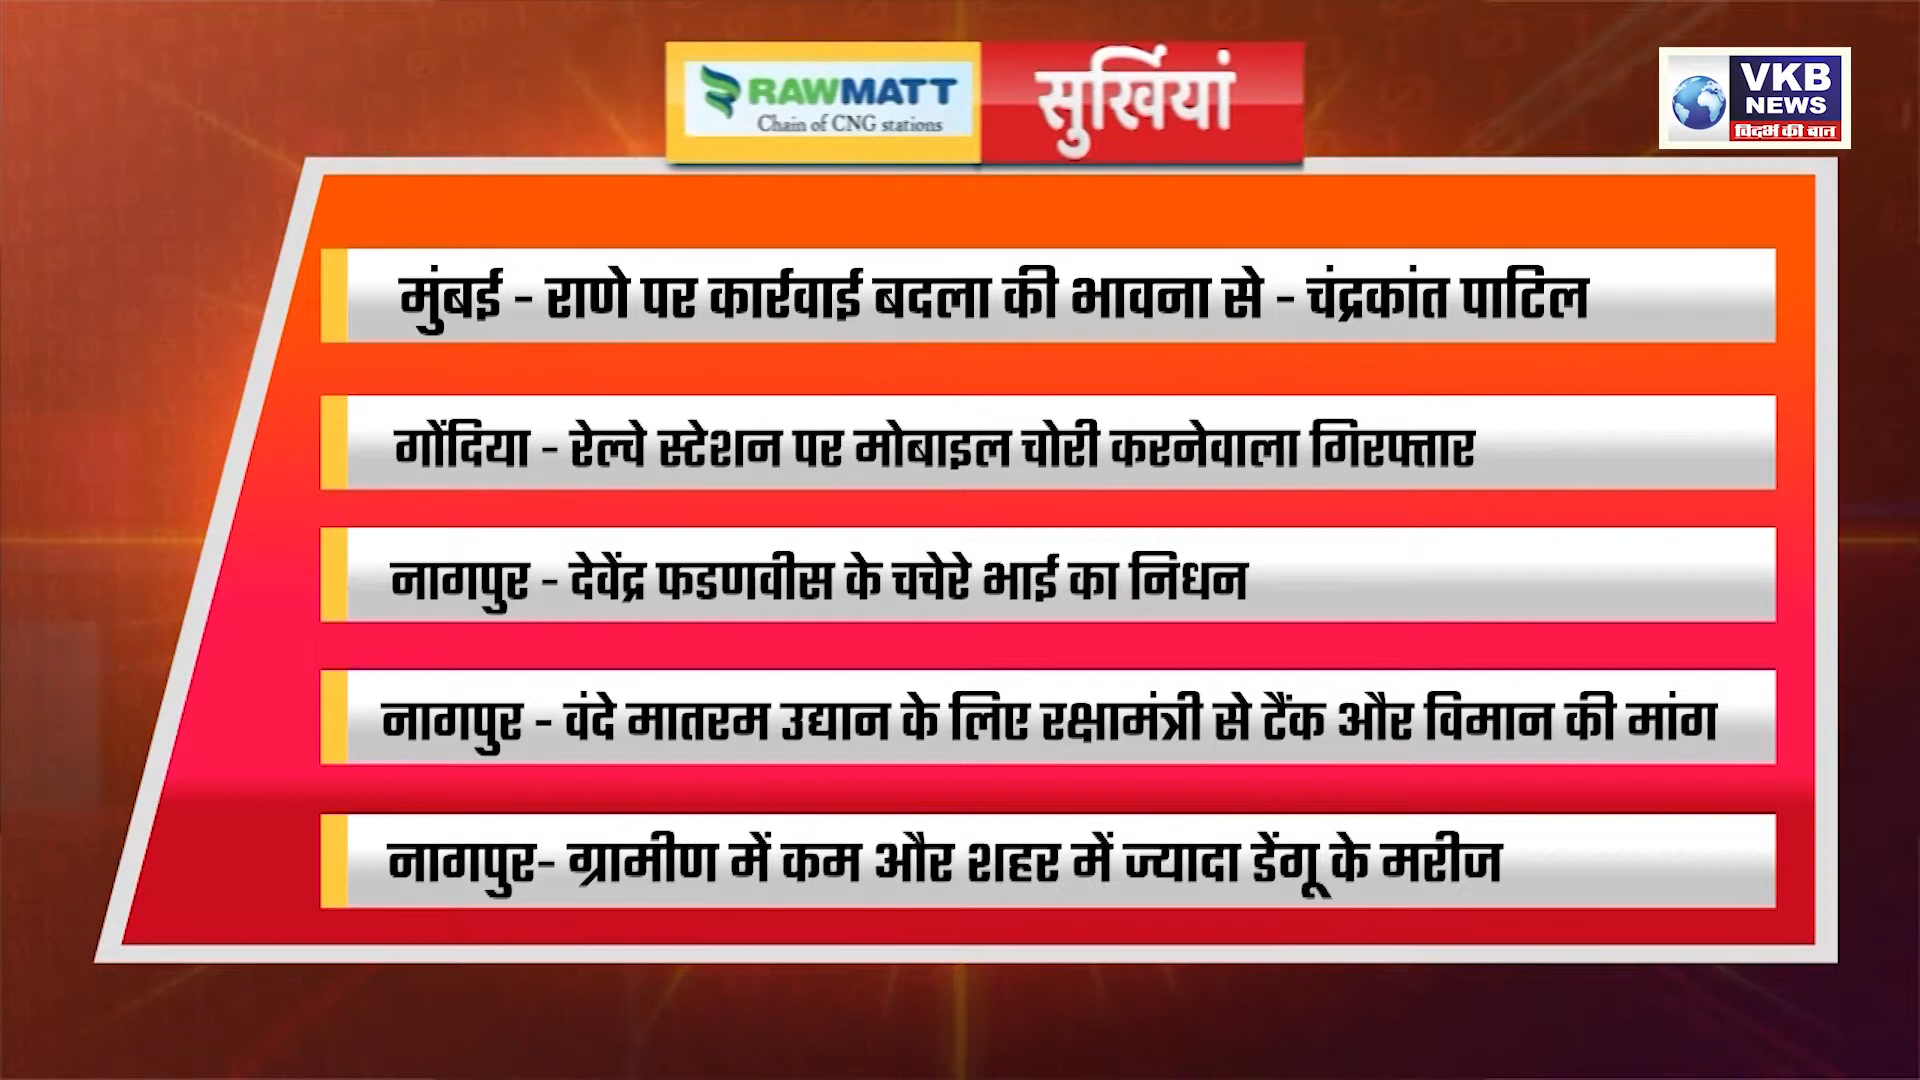 RAWMATT
Chain of CNG stations
सुर्खियां
VKB
NEWS
विदर्भ की बात
मुंबई - राणे पर कार्रवाई बदला की भावना से - चंद्रकांत पाटिल
गोंदिया - रेल्वे स्टेशन पर मोबाइल चोरी करनेवाला गिरफ्तार
नागपुर - देवेंद्र फडणवीस के चचेरे भाई का निधन
नागपुर - वंदे मातरम उद्यान के लिए रक्षामंत्री से टैंक और विमान की मांग
नागपुर- ग्रामीण में कम और शहर में ज्यादा डेंगू के मरीज